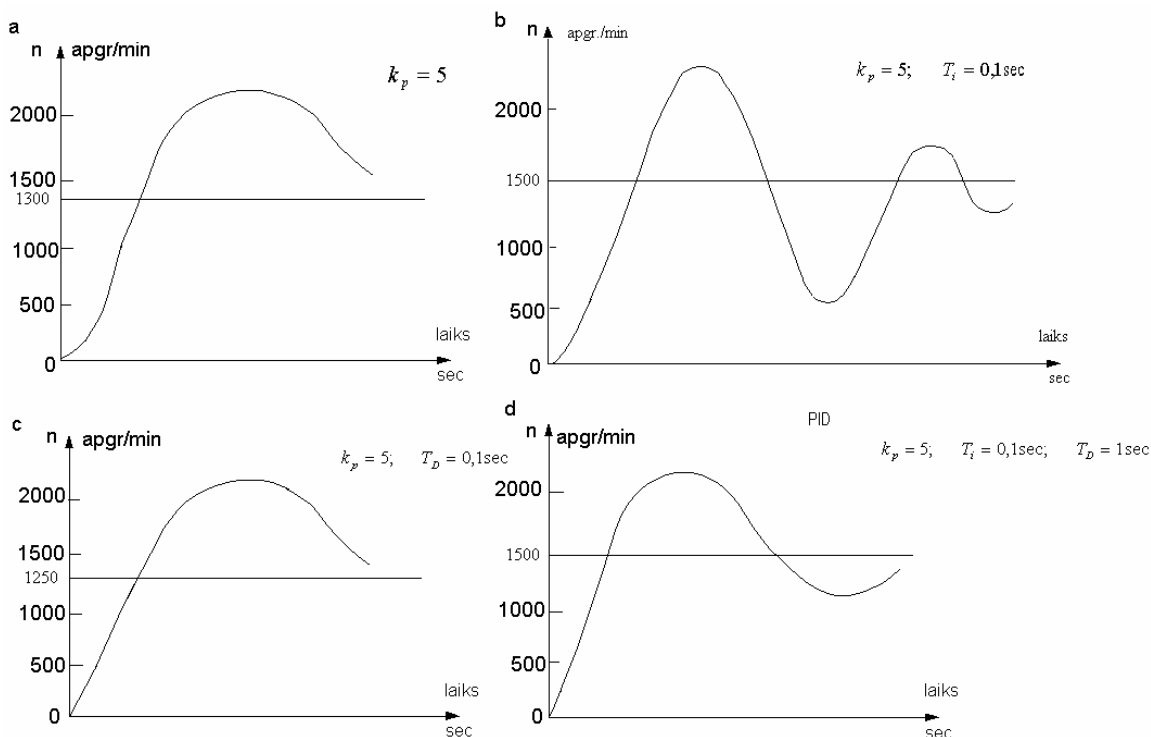 a
n apgr/min
k_p = 5
2000
1500
1300
1000
500
0
laiks
sec
b
n apgr./min
k_p = 5; T_i = 0,1sec
2000
1500
1000
500
0
laiks
sec
c
n apgr/min
k_p = 5; T_D = 0,1sec
2000
1500
1250
1000
500
0
laiks
sec
d
PID
n apgr/min
k_p = 5; T_i = 0,1sec; T_D = 1sec
2000
1500
1000
500
0
laiks
sec